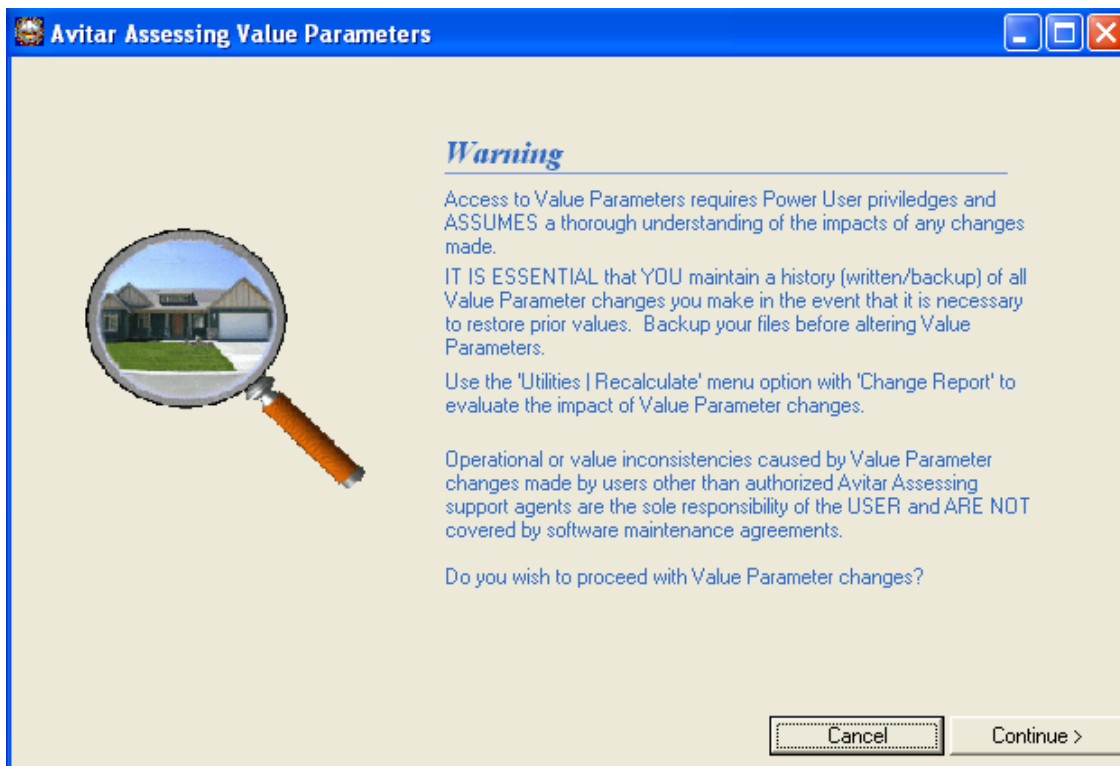 Avitar Assessing Value Parameters
Warning
Access to Value Parameters requires Power User priviledges and
ASSUMES a thorough understanding of the impacts of any changes
made.
IT IS ESSENTIAL that YOU maintain a history (written/backup) of all
Value Parameter changes you make in the event that it is necessary
to restore prior values.  Backup your files before altering Value
Parameters.
Use the 'Utilities | Recalculate' menu option with 'Change Report' to
evaluate the impact of Value Parameter changes.
Operational or value inconsistencies caused by Value Parameter
changes made by users other than authorized Avitar Assessing
support agents are the sole responsibility of the USER and ARE NOT
covered by software maintenance agreements.
Do you wish to proceed with Value Parameter changes?
Cancel
Continue >